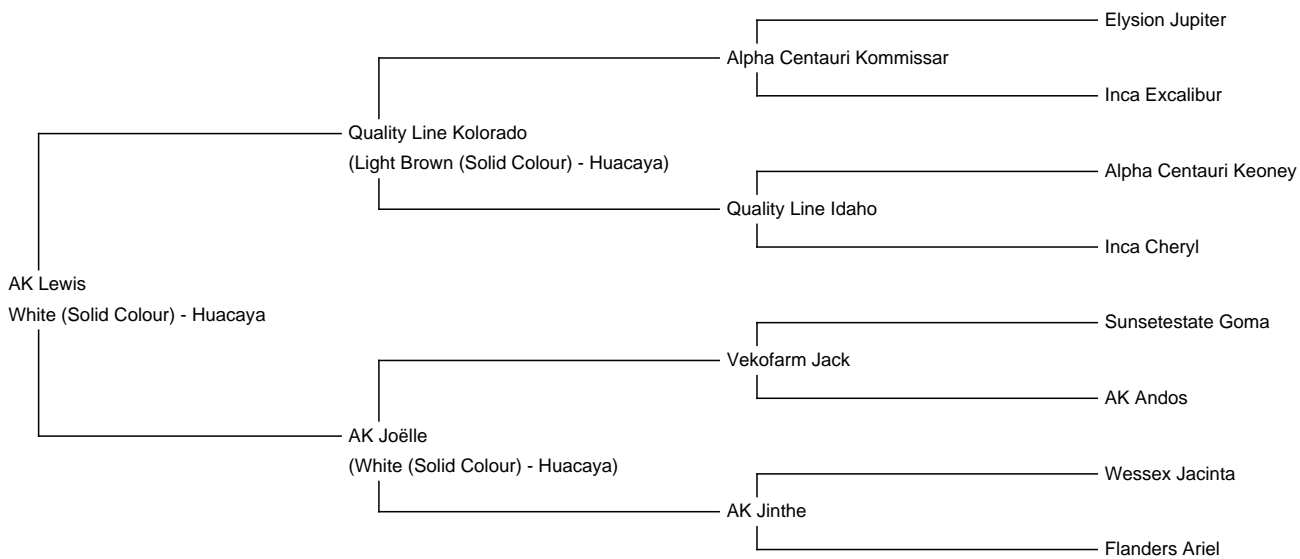 Elysion Jupiter
Alpha Centauri Kommissar
Inca Excalibur
Quality Line Kolorado
(Light Brown (Solid Colour) - Huacaya)
Alpha Centauri Keoney
Quality Line Idaho
Inca Cheryl
AK Lewis
White (Solid Colour) - Huacaya
Sunsetestate Goma
Vekofarm Jack
AK Andos
AK Joëlle
(White (Solid Colour) - Huacaya)
Wessex Jacinta
AK Jinthe
Flanders Ariel